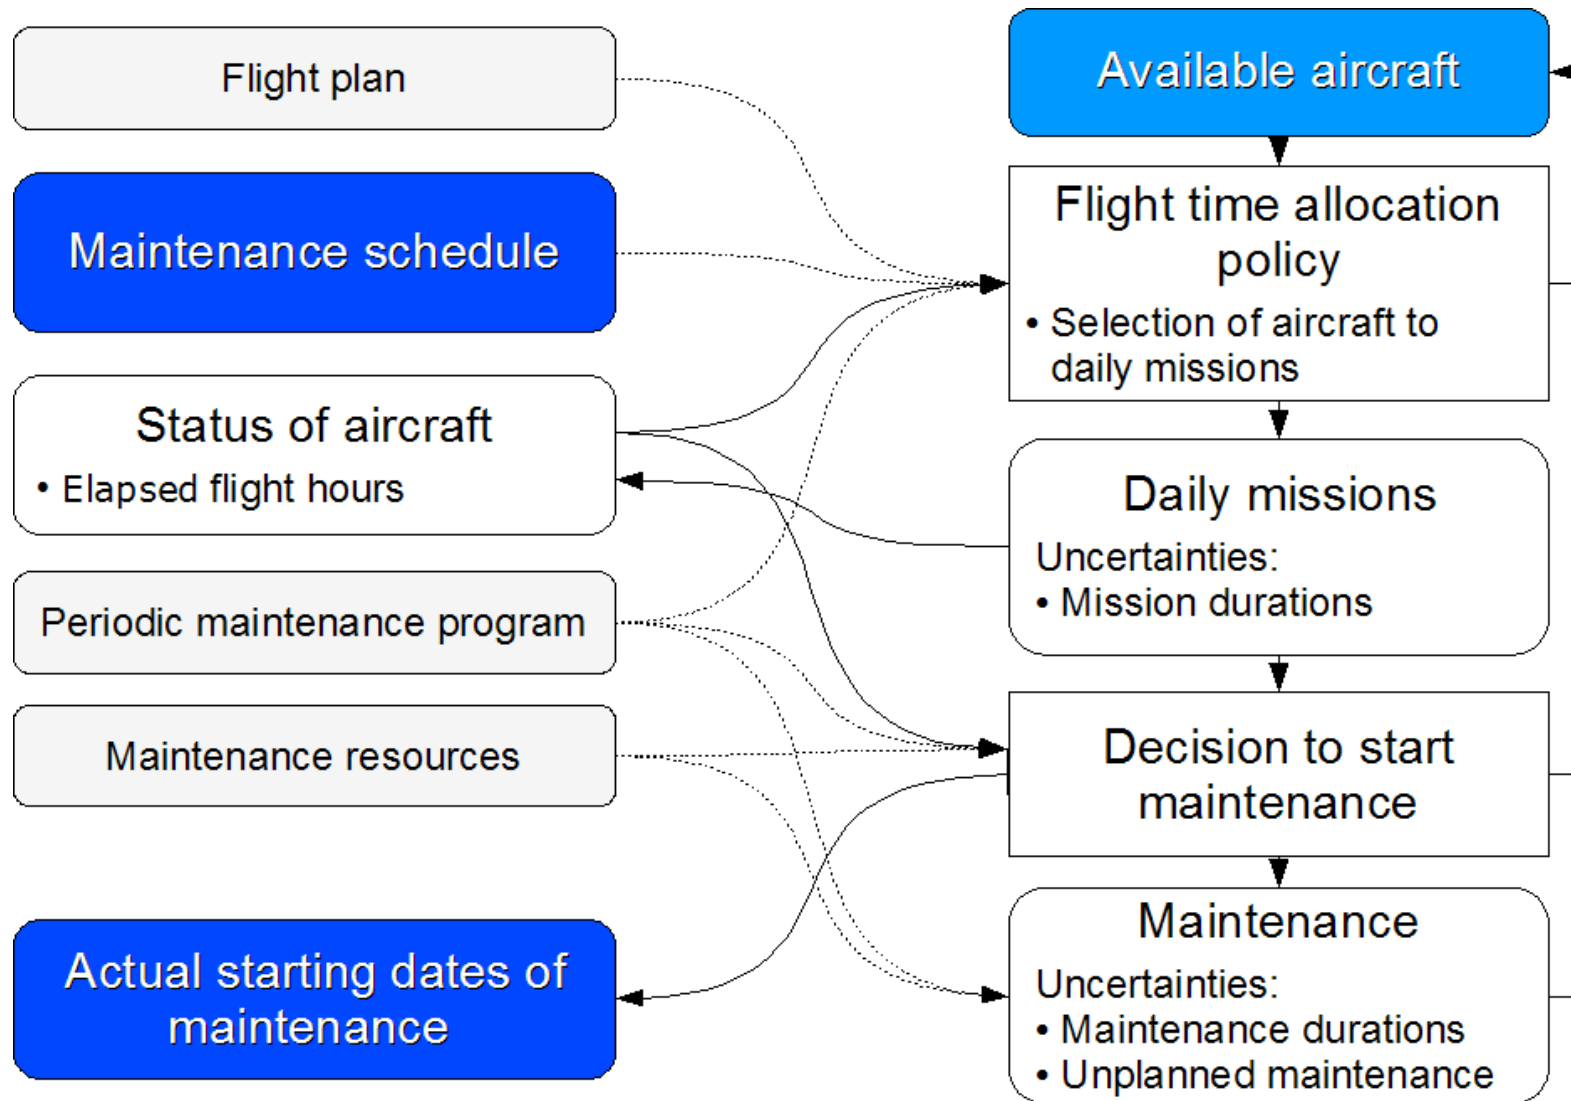 Flight plan
Maintenance schedule
Status of aircraft
• Elapsed flight hours
Periodic maintenance program
Maintenance resources
Actual starting dates of
maintenance
Available aircraft
Flight time allocation
policy
• Selection of aircraft to
daily missions
Daily missions
Uncertainties:
• Mission durations
Decision to start
maintenance
Maintenance
Uncertainties:
• Maintenance durations
• Unplanned maintenance